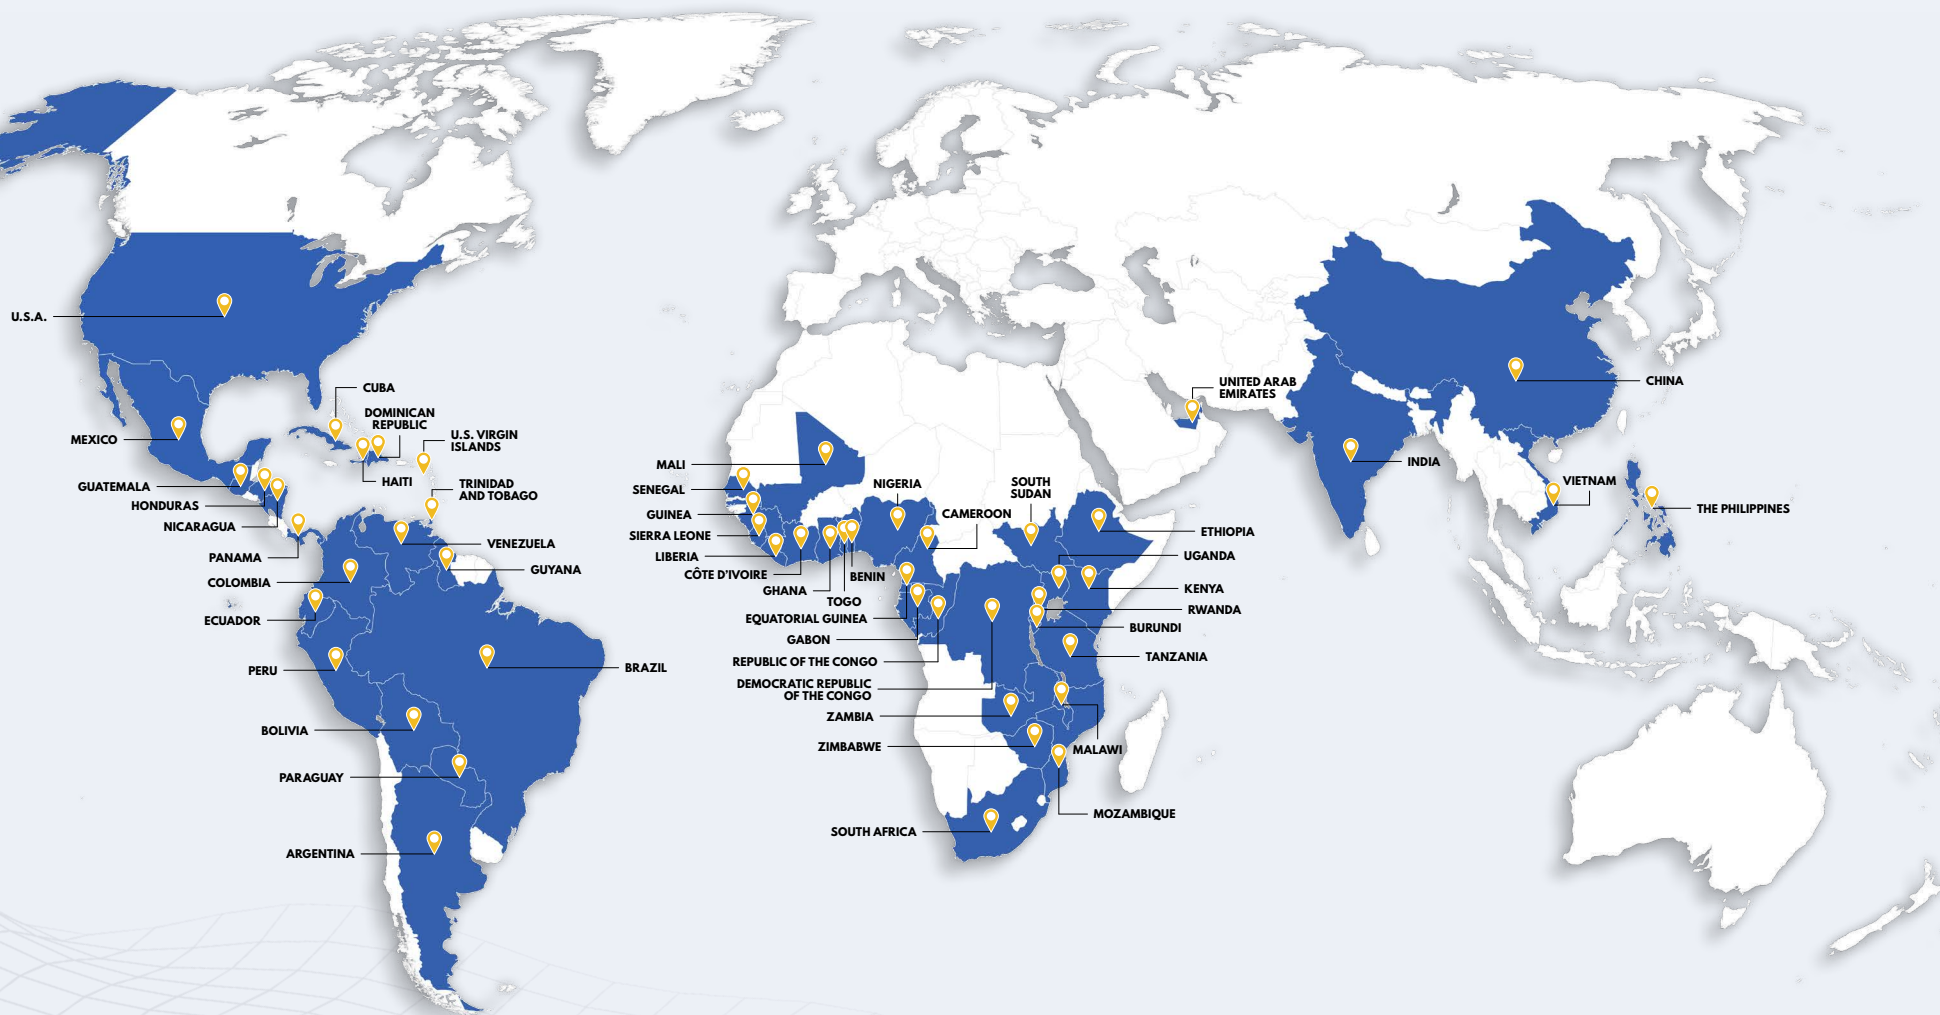 U.S.A.
MEXICO
GUATEMALA
HONDURAS
NICARAGUA
PANAMA
COLOMBIA
ECUADOR
PERU
BOLIVIA
PARAGUAY
ARGENTINA
CUBA
DOMINICAN
REPUBLIC
HAITI
U.S. VIRGIN
ISLANDS
TRINIDAD
AND TOBAGO
VENEZUELA
GUYANA
BRAZIL
MALI
SENEGAL
GUINEA
SIERRA LEONE
LIBERIA
CÔTE D'IVOIRE
GHANA
TOGO
BENIN
NIGERIA
CAMEROON
EQUATORIAL GUINEA
GABON
REPUBLIC OF THE CONGO
DEMOCRATIC REPUBLIC
OF THE CONGO
ZAMBIA
ZIMBABWE
SOUTH AFRICA
SOUTH
SUDAN
ETHIOPIA
UGANDA
KENYA
RWANDA
BURUNDI
TANZANIA
MALAWI
MOZAMBIQUE
UNITED ARAB
EMIRATES
INDIA
CHINA
VIETNAM
THE PHILIPPINES